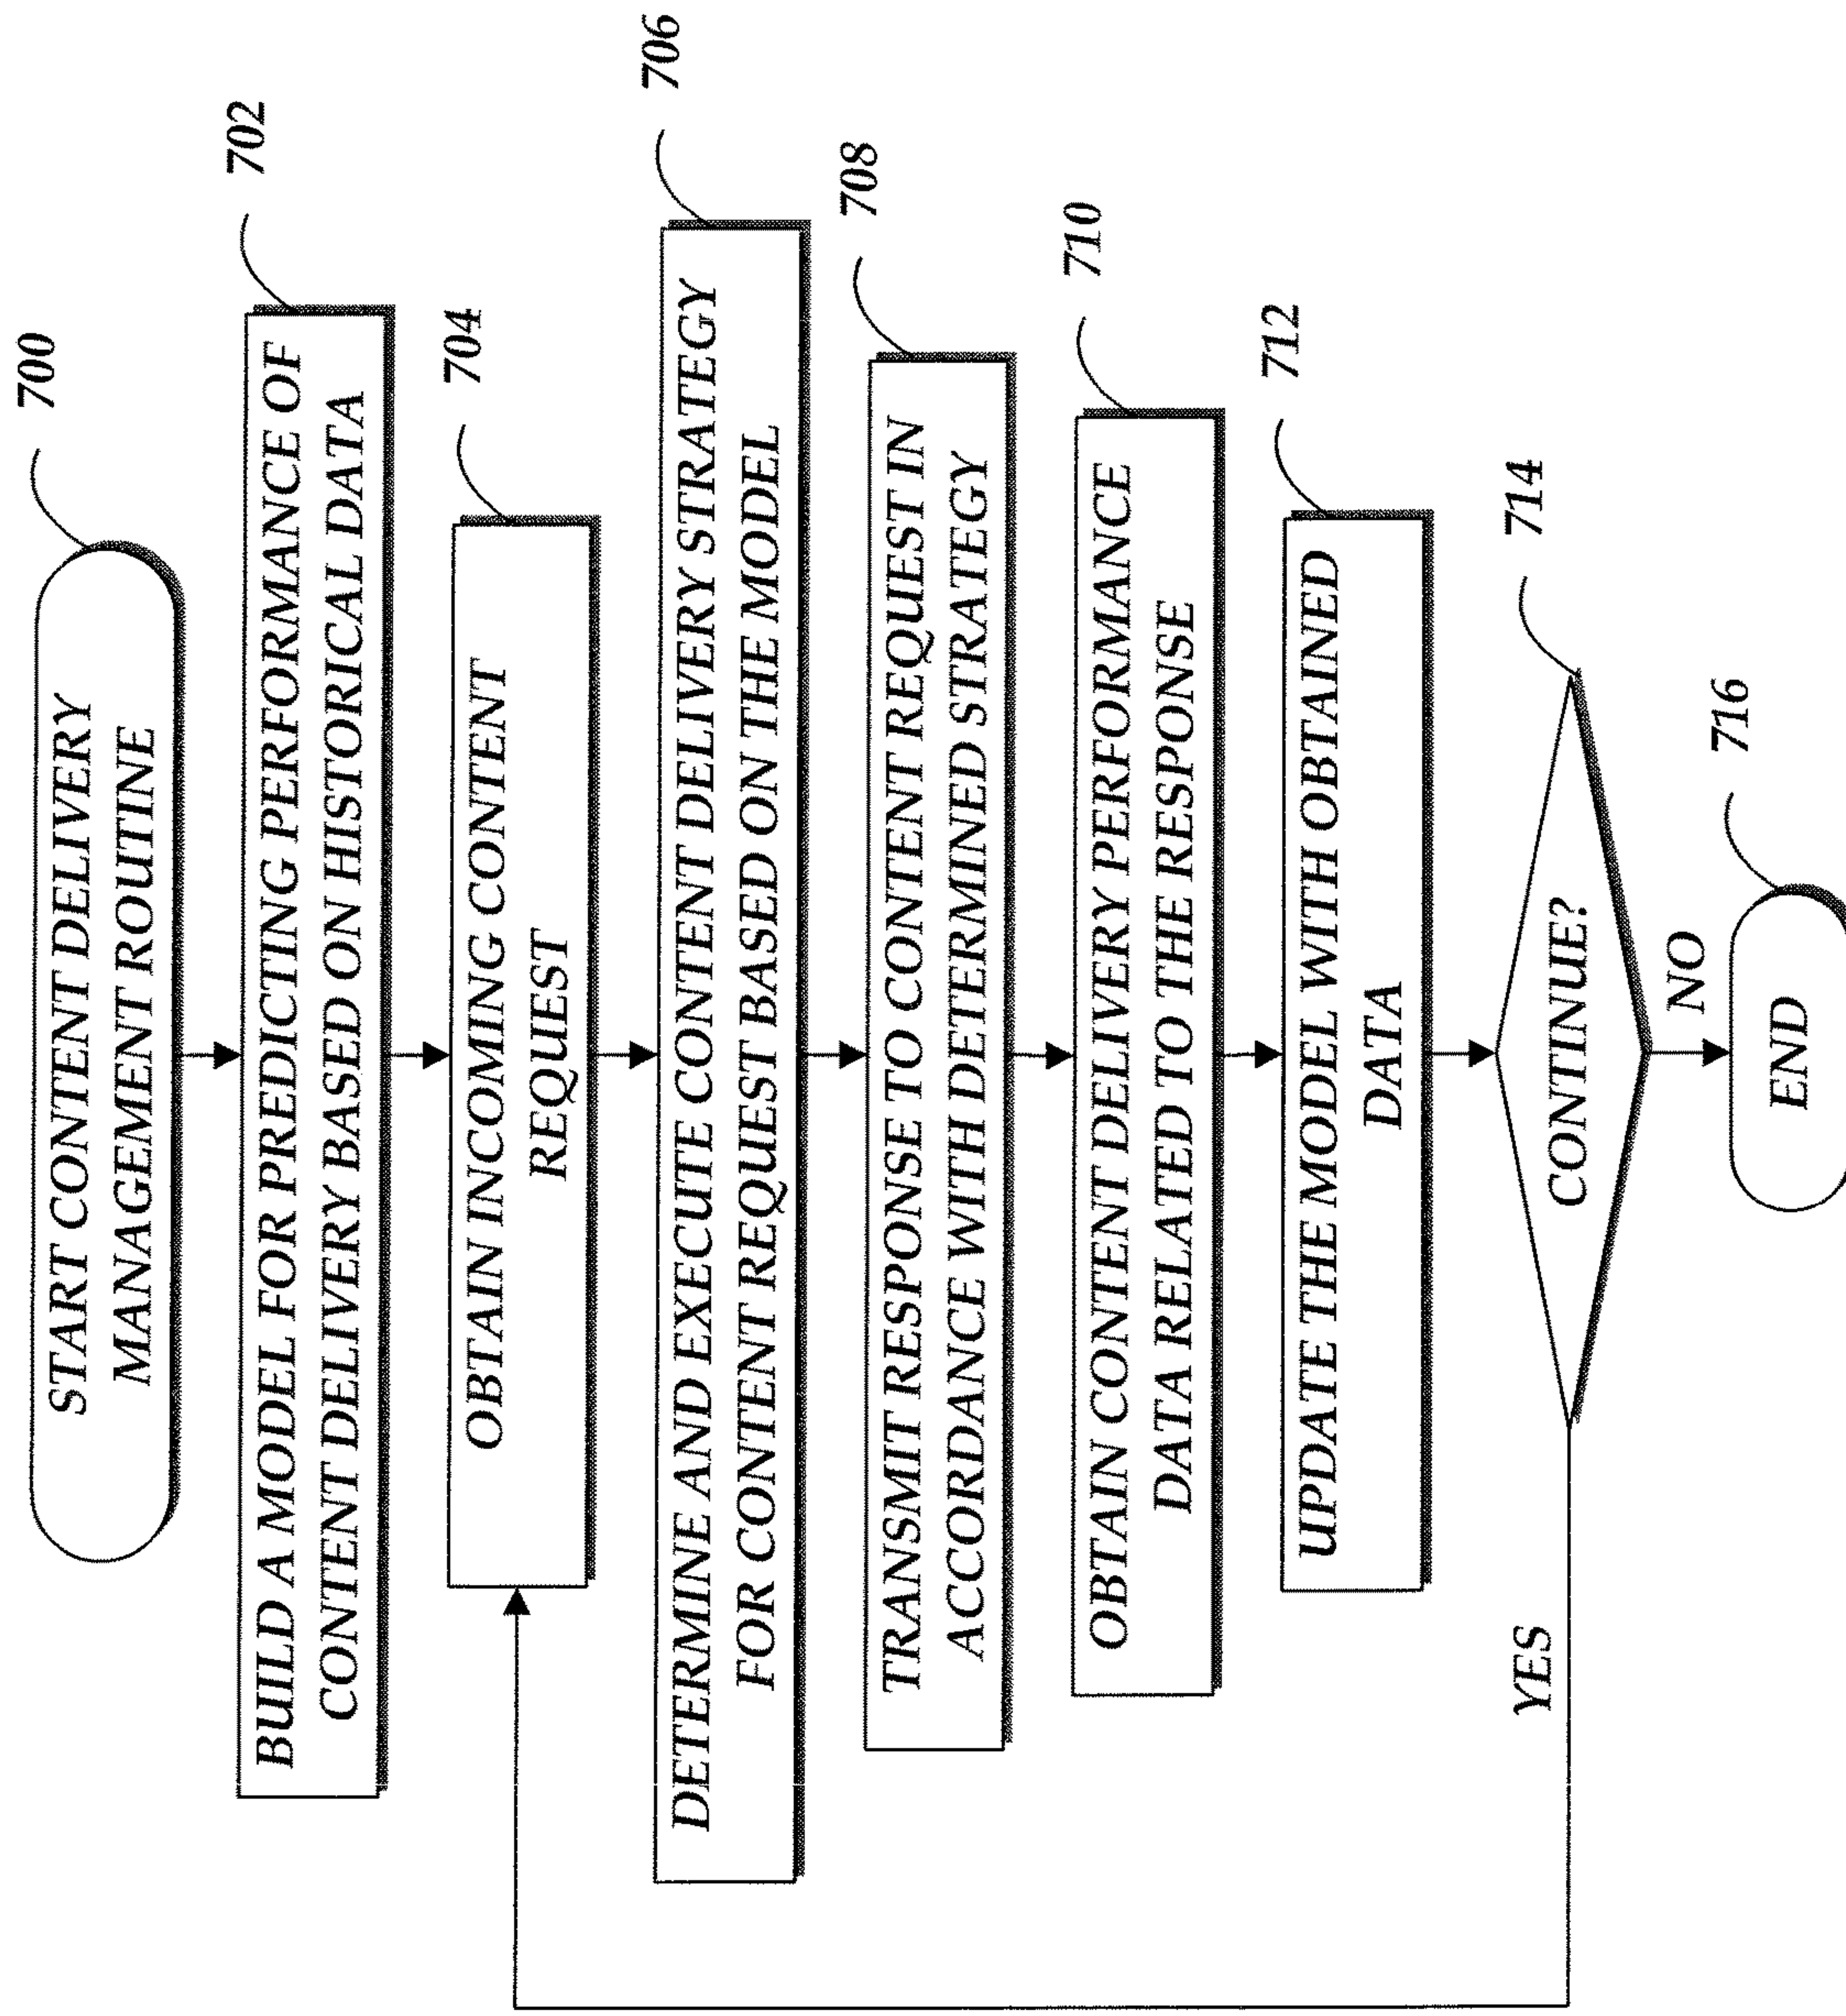 700
START CONTENT DELIVERY
MANAGEMENT ROUTINE
702
BUILD A MODEL FOR PREDICTING PERFORMANCE OF
CONTENT DELIVERY BASED ON HISTORICAL DATA
704
OBTAIN INCOMING CONTENT
REQUEST
706
DETERMINE AND EXECUTE CONTENT DELIVERY STRATEGY
FOR CONTENT REQUEST BASED ON THE MODEL
708
TRANSMIT RESPONSE TO CONTENT REQUEST IN
ACCORDANCE WITH DETERMINED STRATEGY
710
OBTAIN CONTENT DELIVERY PERFORMANCE
DATA RELATED TO THE RESPONSE
712
UPDATE THE MODEL WITH OBTAINED
DATA
714
YES
CONTINUE?
NO
716
END